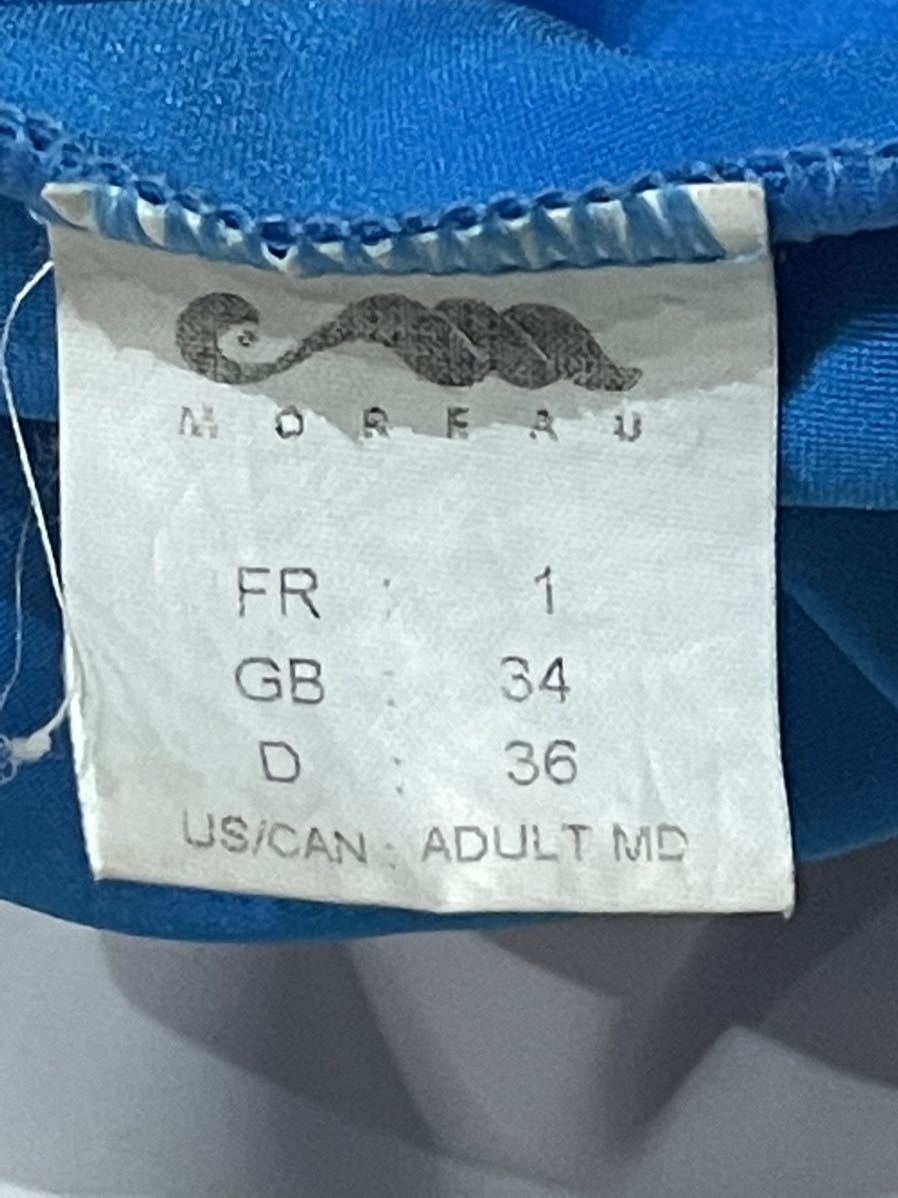 MOREAU
FR : 1
GB : 34
D : 36
US/CAN : ADULT MD